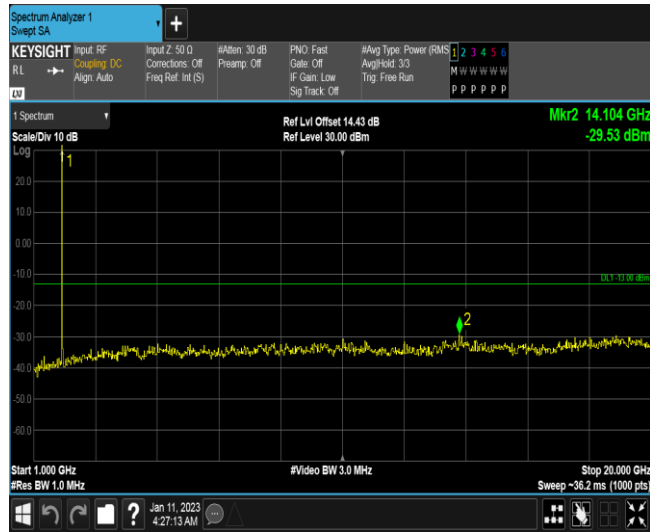 Spectrum Analyzer 1
Swept SA
+
KEYSIGHT
RL
LXI
Input: RF
Coupling: DC
Align: Auto
Input Z: 50 Ω
Corrections: Off
Freq Ref: Int (S)
#Atten: 30 dB
Preamp: Off
PNO: Fast
Gate: Off
IF Gain: Low
Sig Track: Off
#Avg Type: Power (RMS
Avg|Hold: 3/3
Trig: Free Run
1 2 3 4 5 6
M W W W W W
P P P P P P
1 Spectrum
Scale/Div 10 dB
Ref Lvl Offset 14.43 dB
Ref Level 30.00 dBm
Mkr2 14.104 GHz
-29.53 dBm
Log
1
20.0
10.0
0.00
-10.0
DL1 -13.00 dBm
-20.0
2
-30.0
-40.0
-50.0
-60.0
Start 1.000 GHz
#Video BW 3.0 MHz
Stop 20.000 GHz
#Res BW 1.0 MHz
Sweep ~36.2 ms (1000 pts)
?
Jan 11, 2023
4:27:13 AM